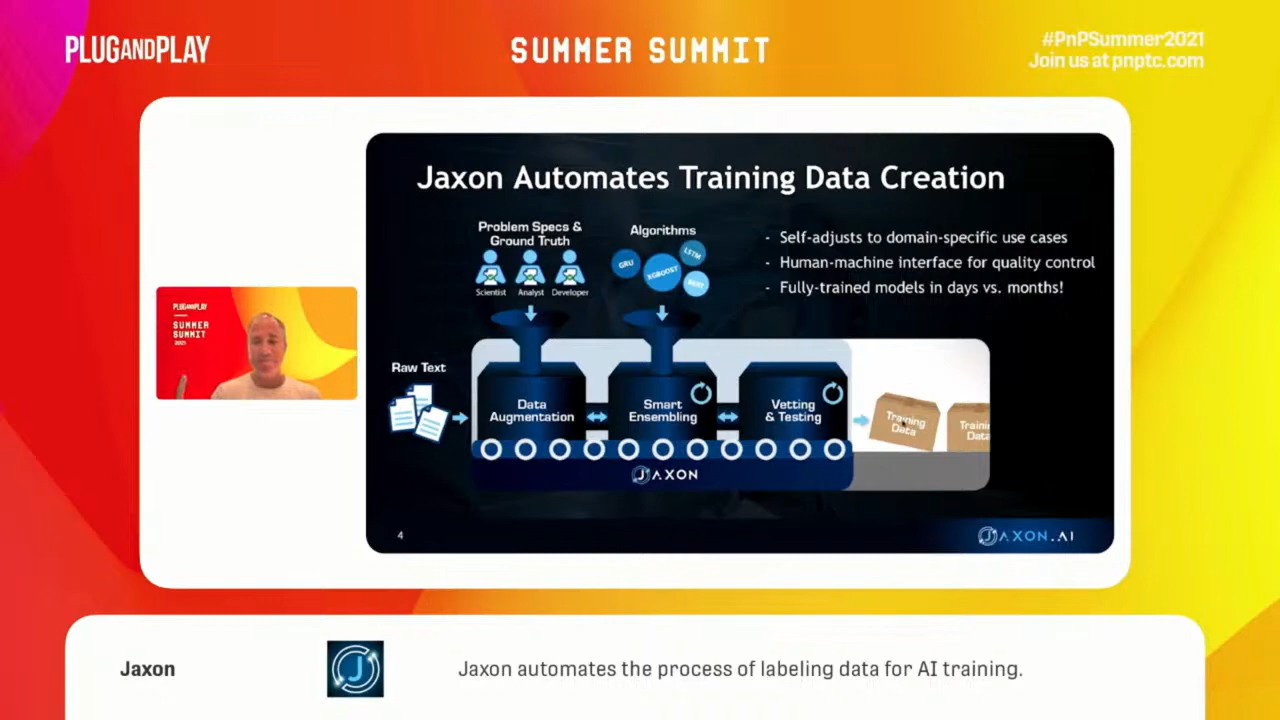 PLUGANDPLAY
SUMMER SUMMIT
#PnPSummer2021
Join us at pnptc.com
Jaxon Automates Training Data Creation
Problem Specs &
Ground Truth
Scientist Analyst Developer
Algorithms
GRU
XGBOOST
LSTM
BERT
- Self-adjusts to domain-specific use cases
- Human-machine interface for quality control
- Fully-trained models in days vs. months!
PLUGANDPLAY
SUMMER
SUMMIT
2021
Raw Text
Data
Augmentation
Smart
Ensembling
Vetting
& Testing
Training
Data
Traini
Data
JAXON
4
JAXON.AI
Jaxon
J
Jaxon automates the process of labeling data for AI training.